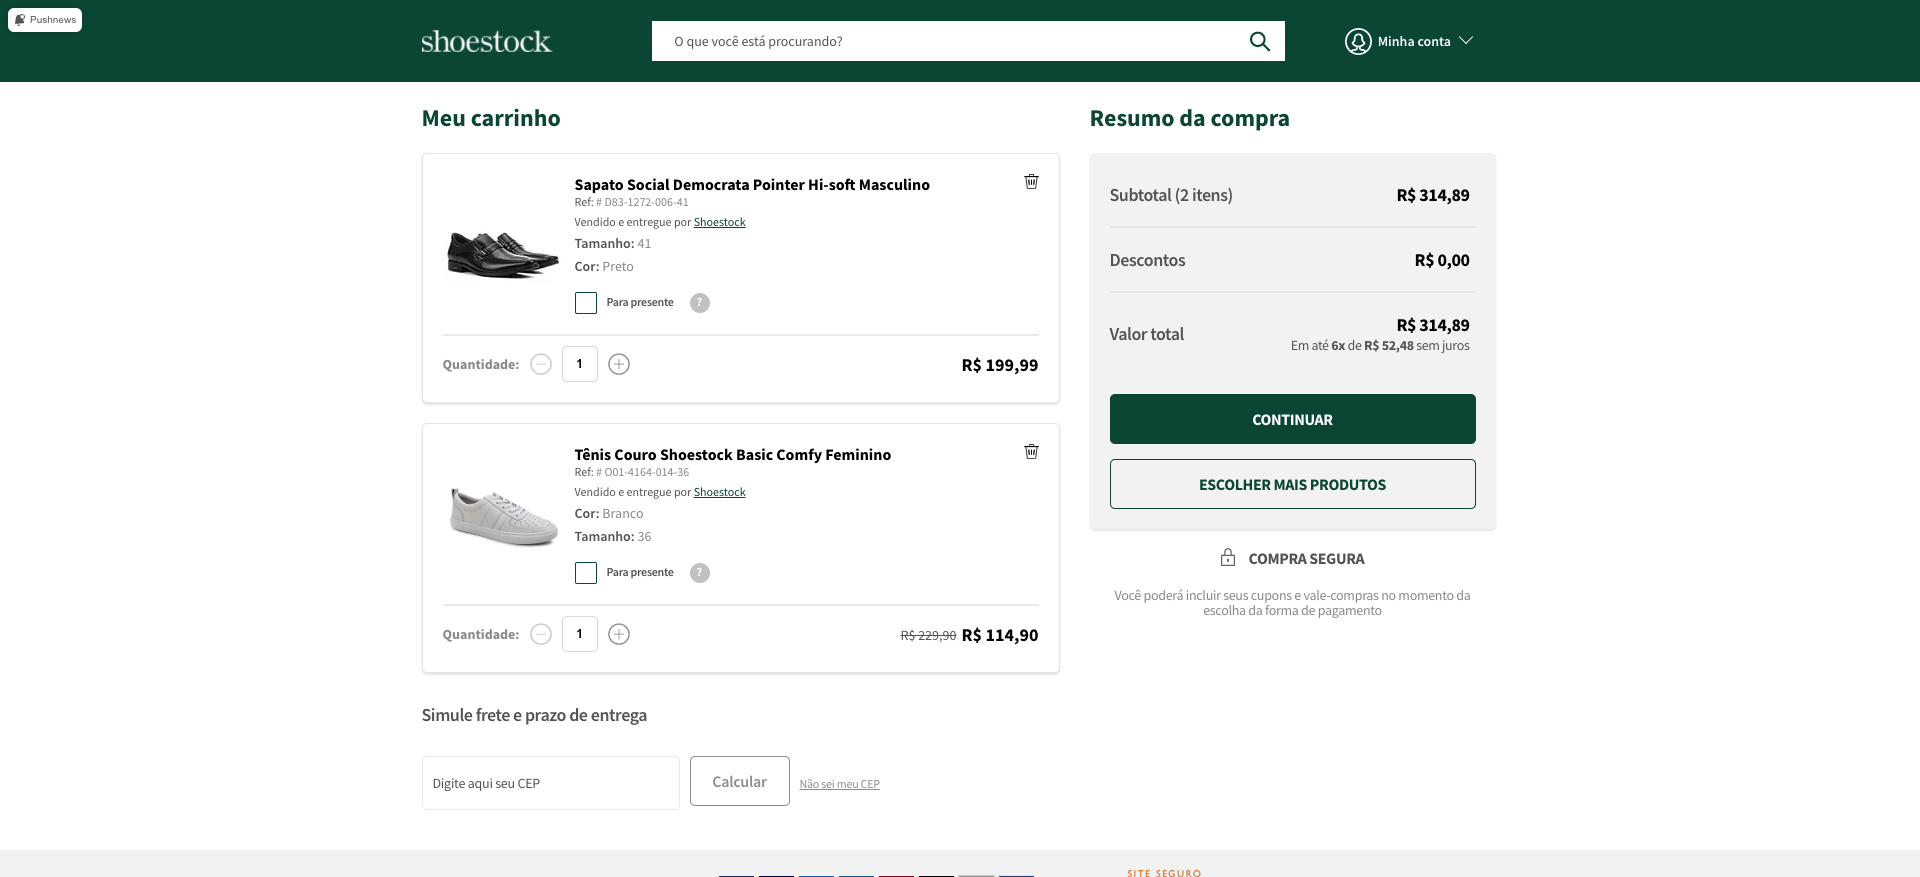 Pushnews
shoestock
O que você está procurando?
Minha conta
Meu carrinho
Sapato Social Democrata Pointer Hi-soft Masculino
Ref: # D83-1272-006-41
Vendido e entregue por Shoestock
Tamanho: 41
Cor: Preto
Para presente ?
Quantidade: 1 R$ 199,99
Tênis Couro Shoestock Basic Comfy Feminino
Ref: # O01-4164-014-36
Vendido e entregue por Shoestock
Cor: Branco
Tamanho: 36
Para presente ?
Quantidade: 1 R$ 229,90 R$ 114,90
Simule frete e prazo de entrega
Digite aqui seu CEP
Calcular
Não sei meu CEP
Resumo da compra
Subtotal (2 itens) R$ 314,89
Descontos R$ 0,00
Valor total R$ 314,89
Em até 6x de R$ 52,48 sem juros
CONTINUAR
ESCOLHER MAIS PRODUTOS
COMPRA SEGURA
Você poderá incluir seus cupons e vale-compras no momento da
escolha da forma de pagamento
SITE SEGURO